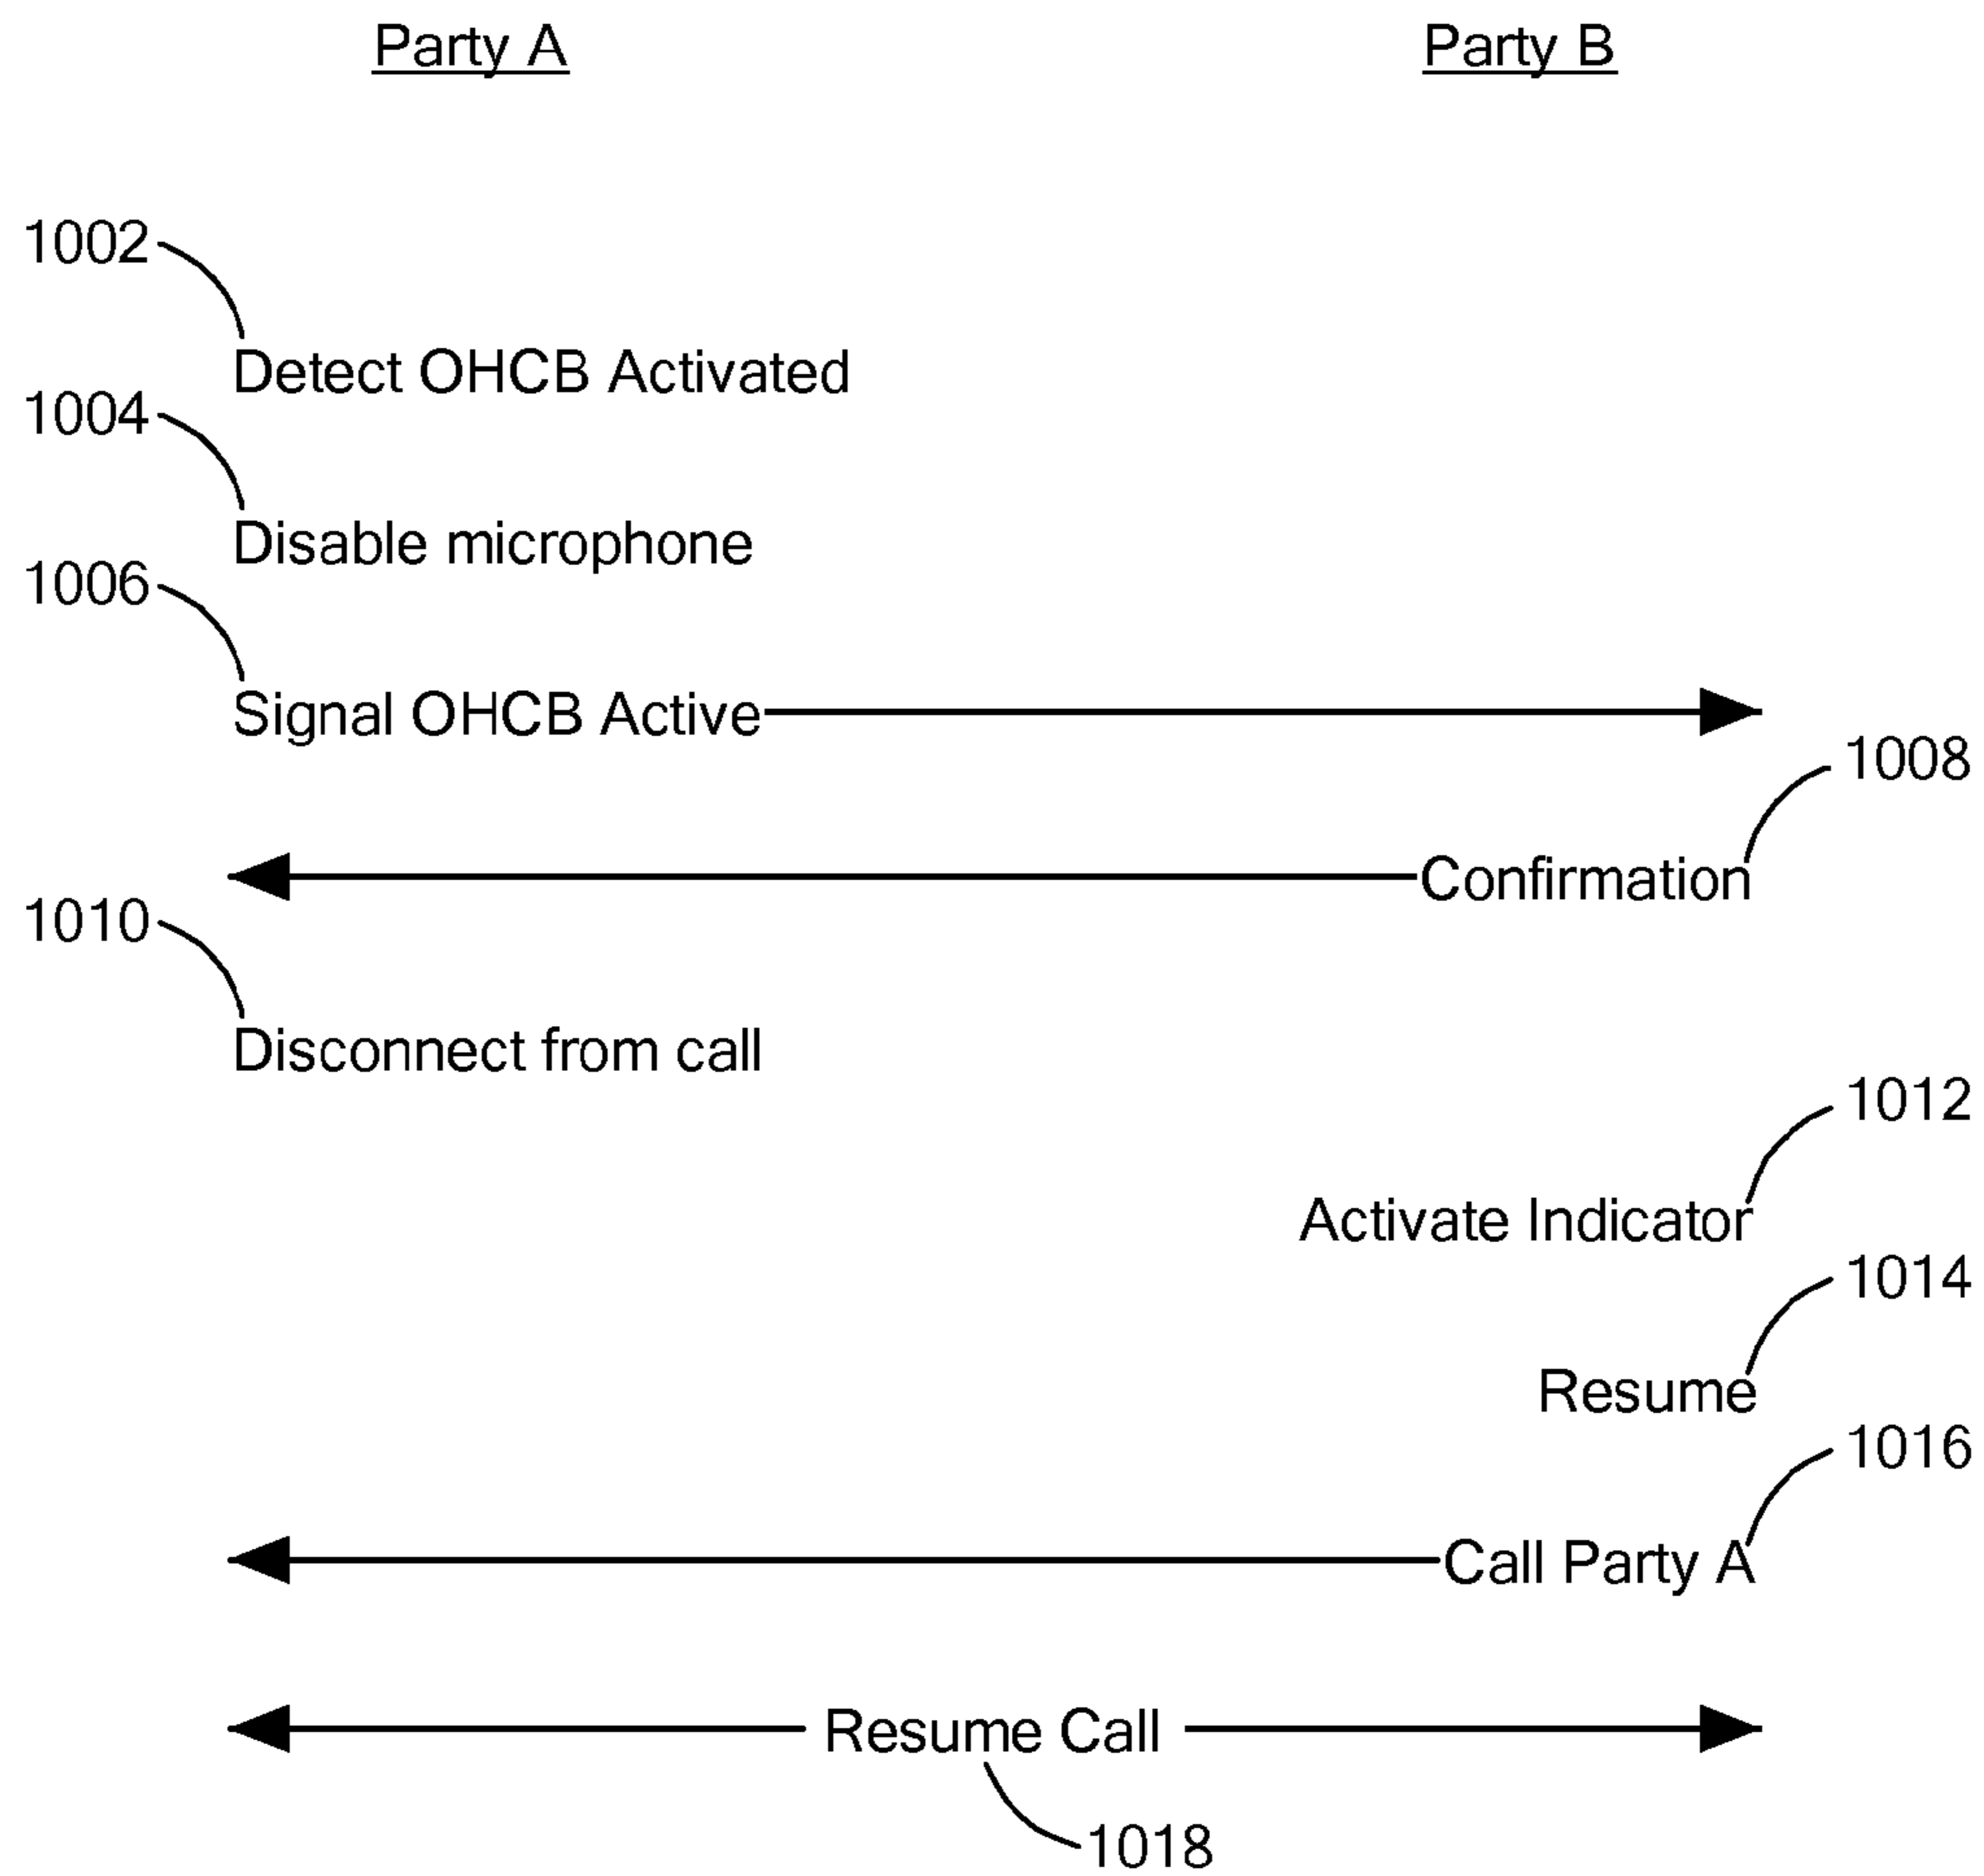 Party A
Party B
1002
Detect OHCB Activated
1004
Disable microphone
1006
Signal OHCB Active
1008
Confirmation
1010
Disconnect from call
1012
Activate Indicator
1014
Resume
1016
Call Party A
Resume Call
1018